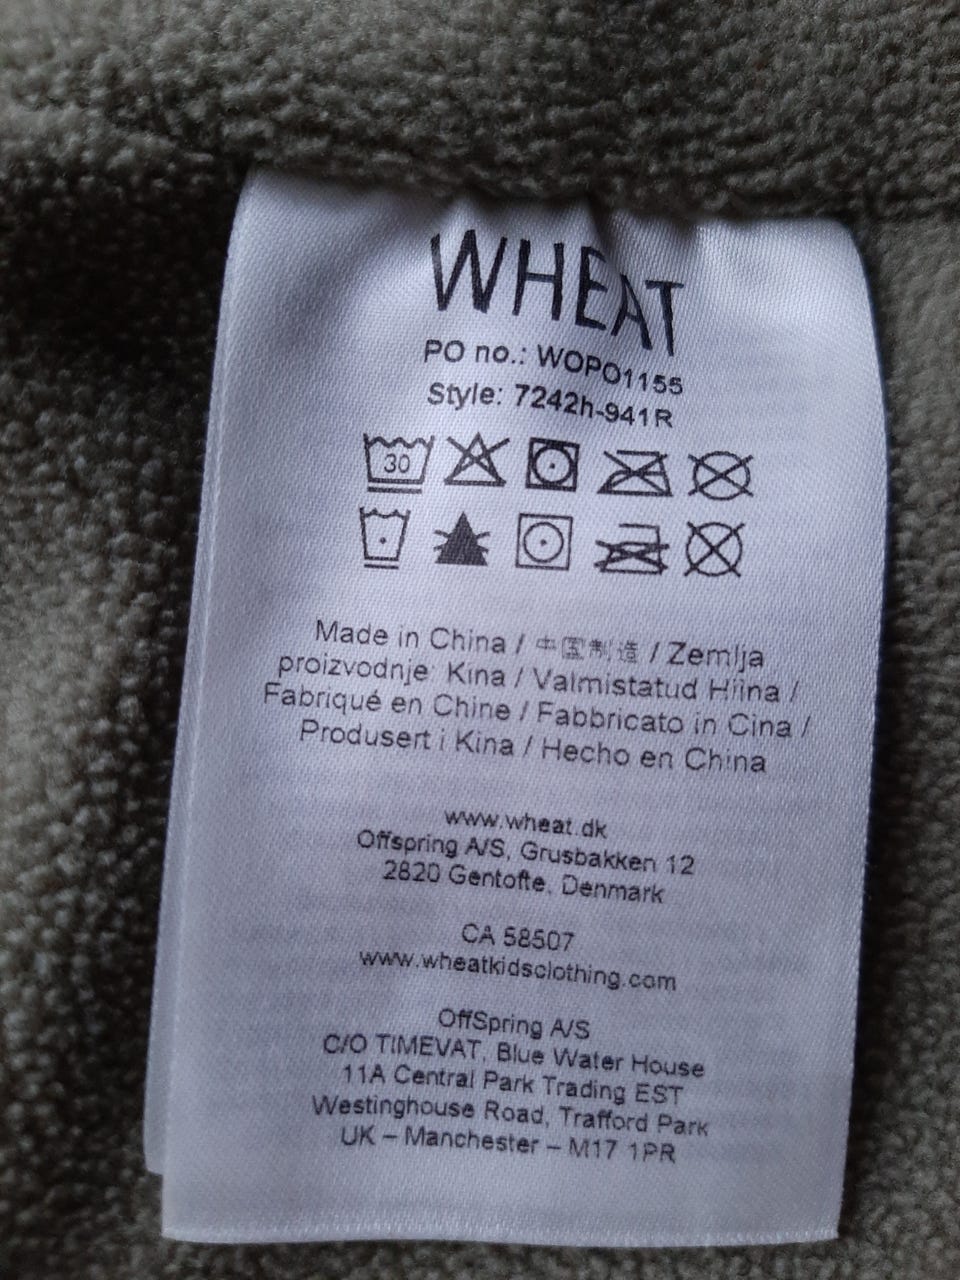 WHEAT
PO no.: WOPO1155
Style: 7242h-941R
30
Made in China / 中国制造 / Zemlja
proizvodnje: Kina / Valmistatud Hiina /
Fabriqué en Chine / Fabbricato in Cina /
Produsert i Kina / Hecho en China
www.wheat.dk
Offspring A/S, Grusbakken 12
2820 Gentofte, Denmark
CA 58507
www.wheatkidsclothing.com
OffSpring A/S
C/O TIMEVAT, Blue Water House
11A Central Park Trading EST
Westinghouse Road, Trafford Park
UK – Manchester – M17 1PR